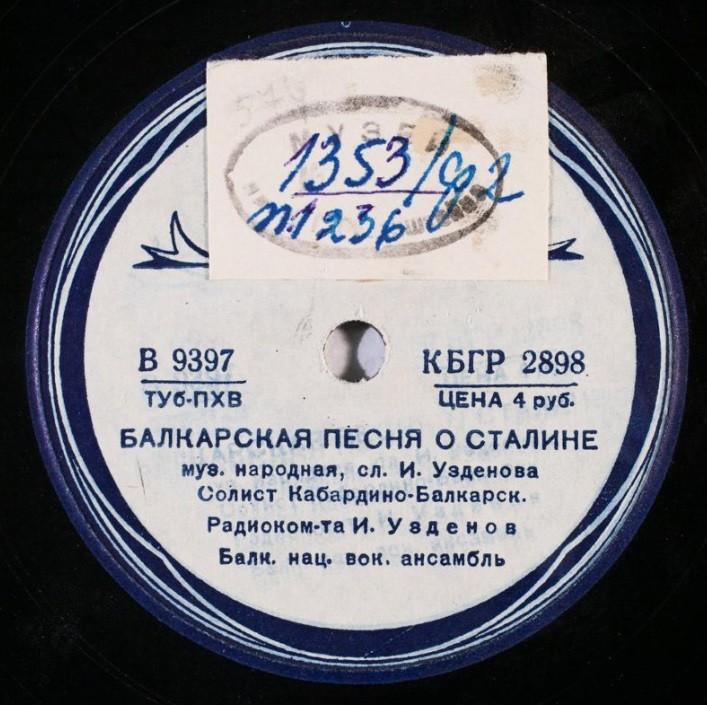 1353/д2
п1236
В 9397
КБГР 2898
ТУб-ПХВ
ЦЕНА 4 руб.
БАЛКАРСКАЯ ПЕСНЯ О СТАЛИНЕ
муз. народная, сл. И. Узденова
Солист Кабардино-Балкарск.
Радиоком-та И. Узденов
Балк. нац. вок. ансамбль